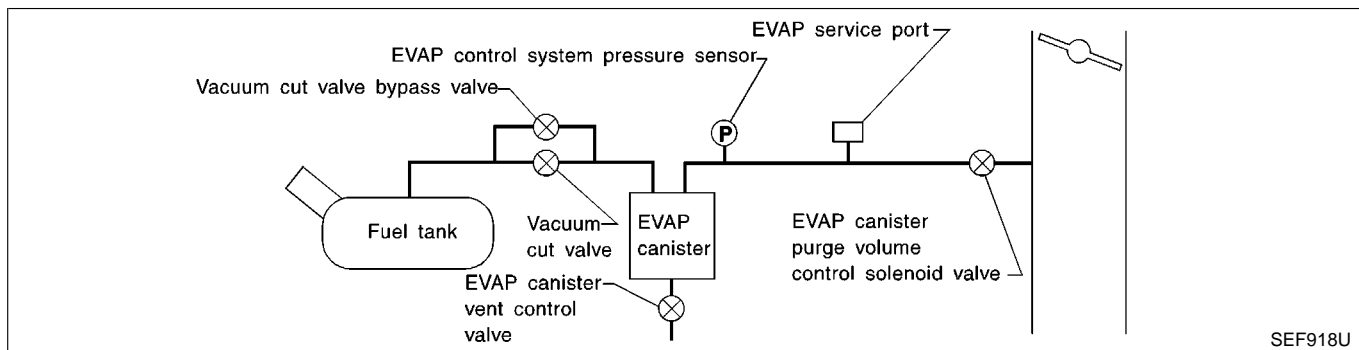 EVAP service port
EVAP control system pressure sensor
Vacuum cut valve bypass valve
P
Fuel tank
Vacuum
cut valve
EVAP
canister
EVAP canister
purge volume
control solenoid valve
EVAP canister
vent control
valve
SEF918U